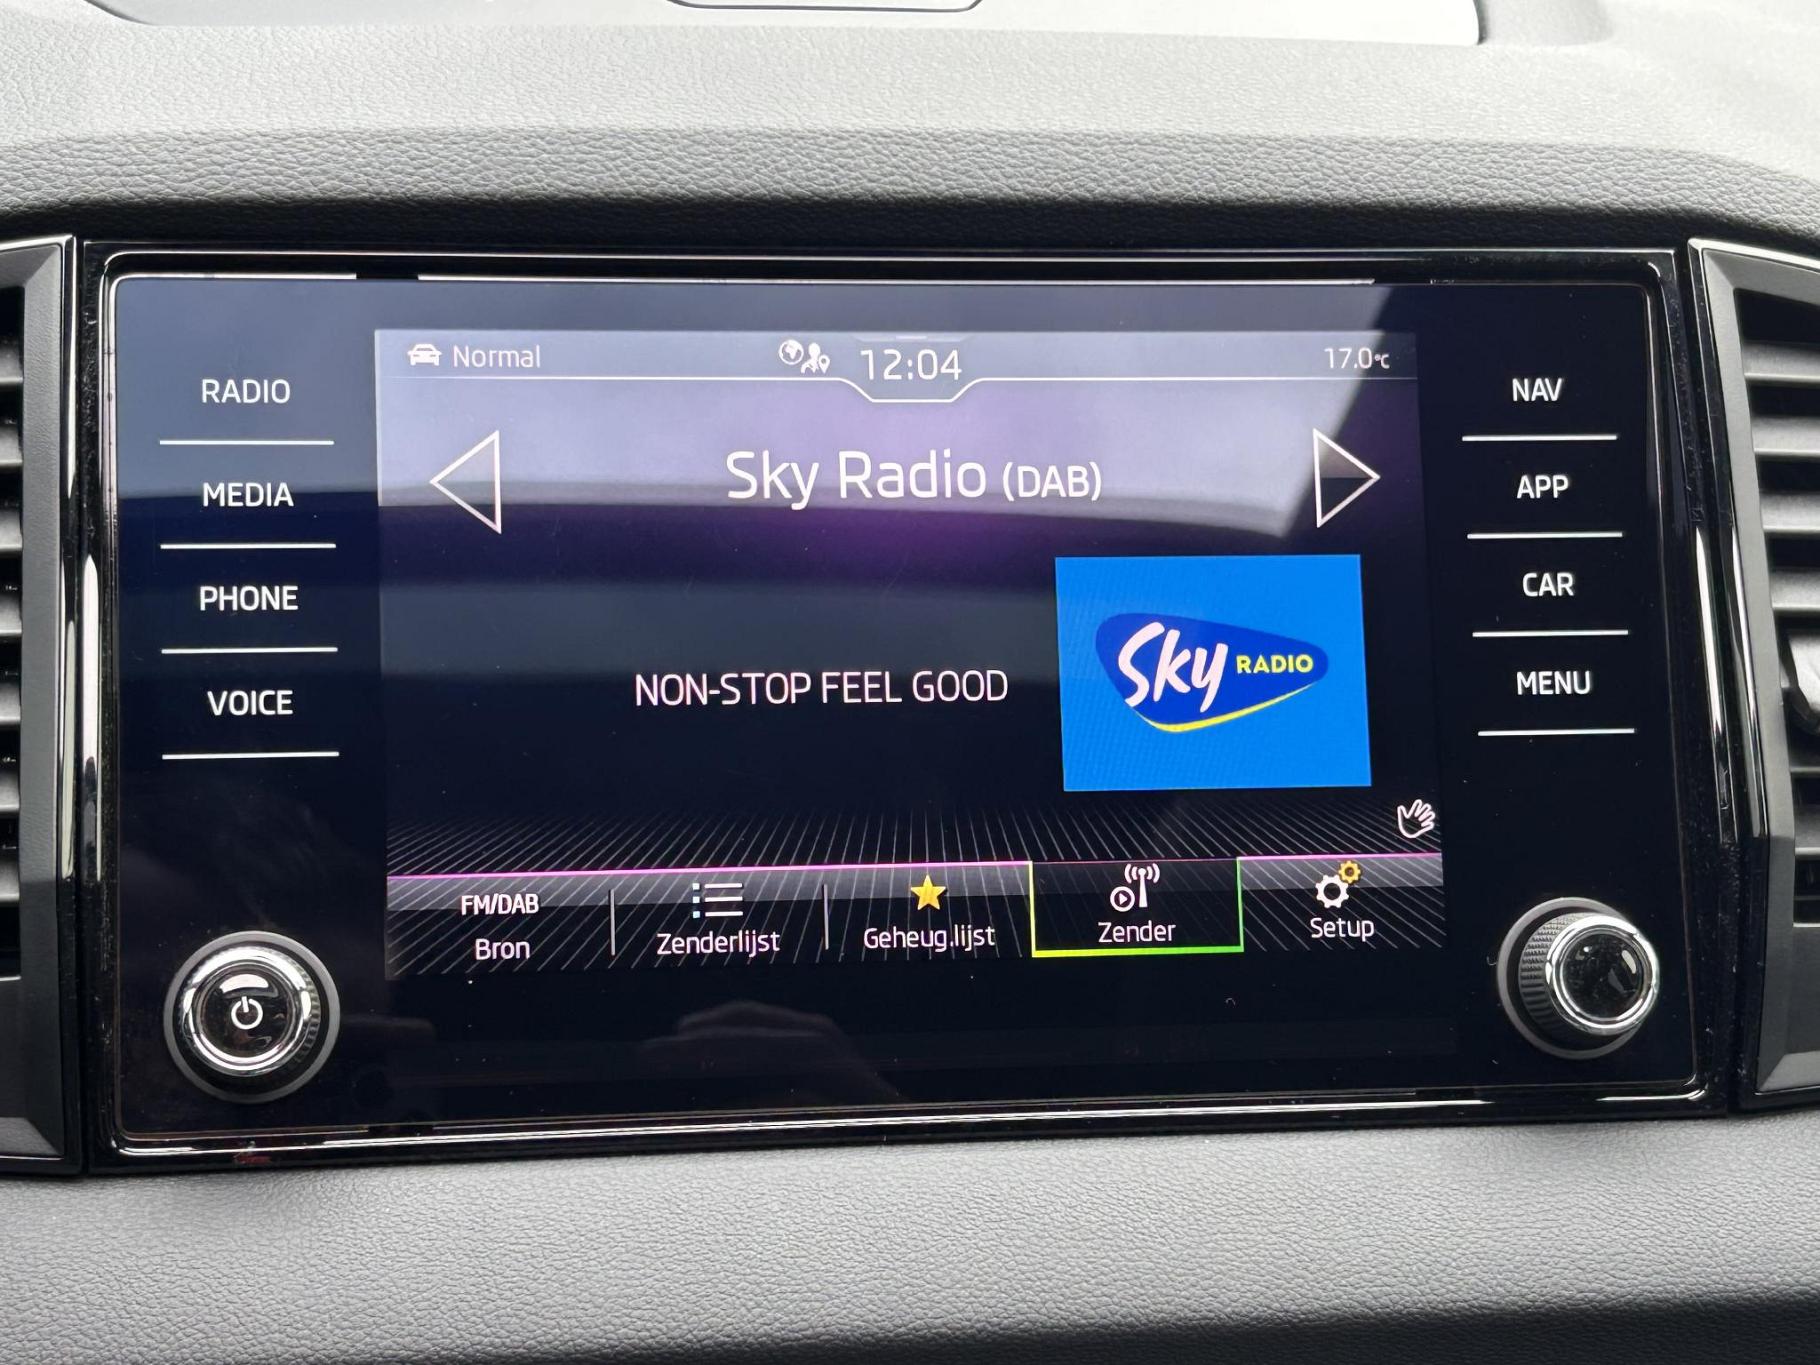 Normal
12:04
17.0°C
RADIO
MEDIA
PHONE
VOICE
Sky Radio (DAB)
NON-STOP FEEL GOOD
Sky RADIO
NAV
APP
CAR
MENU
FM/DAB
Bron
Zenderlijst
Geheug.lijst
Zender
Setup